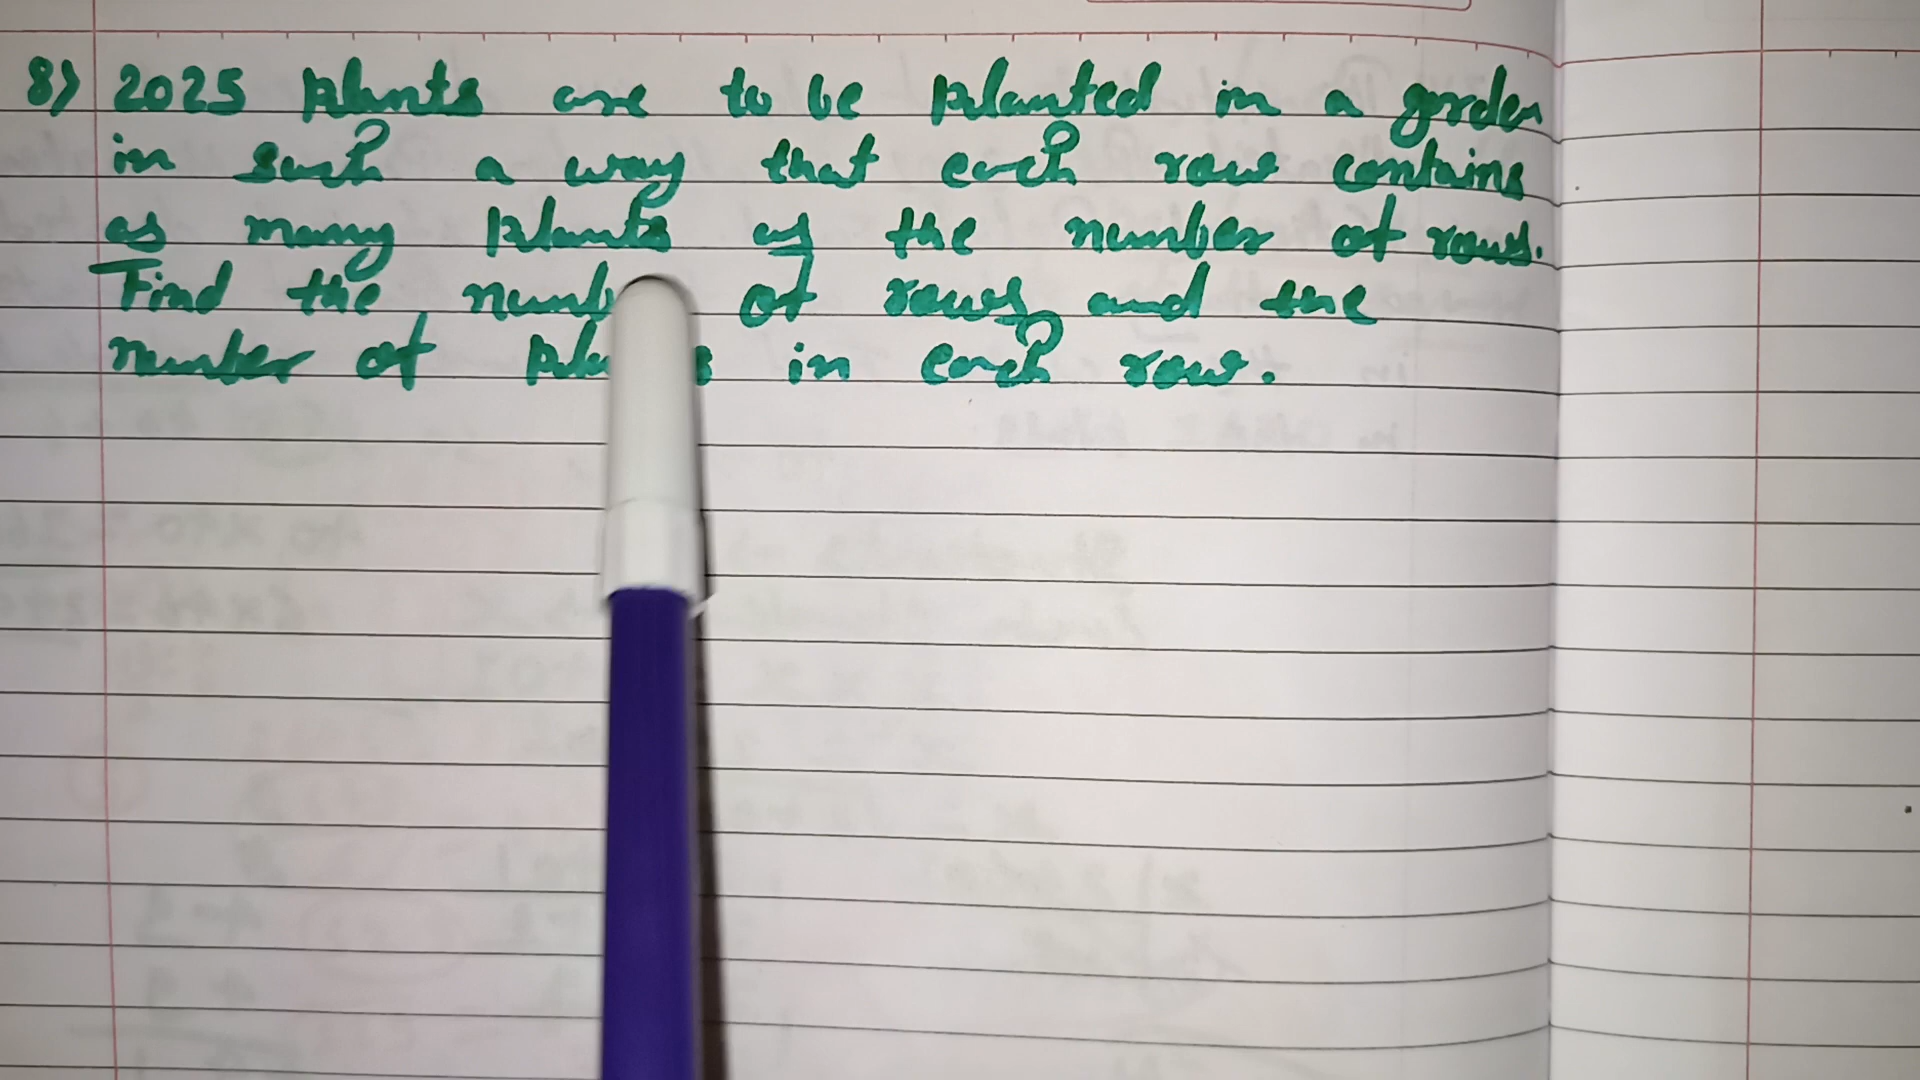 8) 2025 plants are to be planted in a garden
in such a way that each row contains
as many plants as the number of rows.
Find the numb of rows and the
number of in each row.